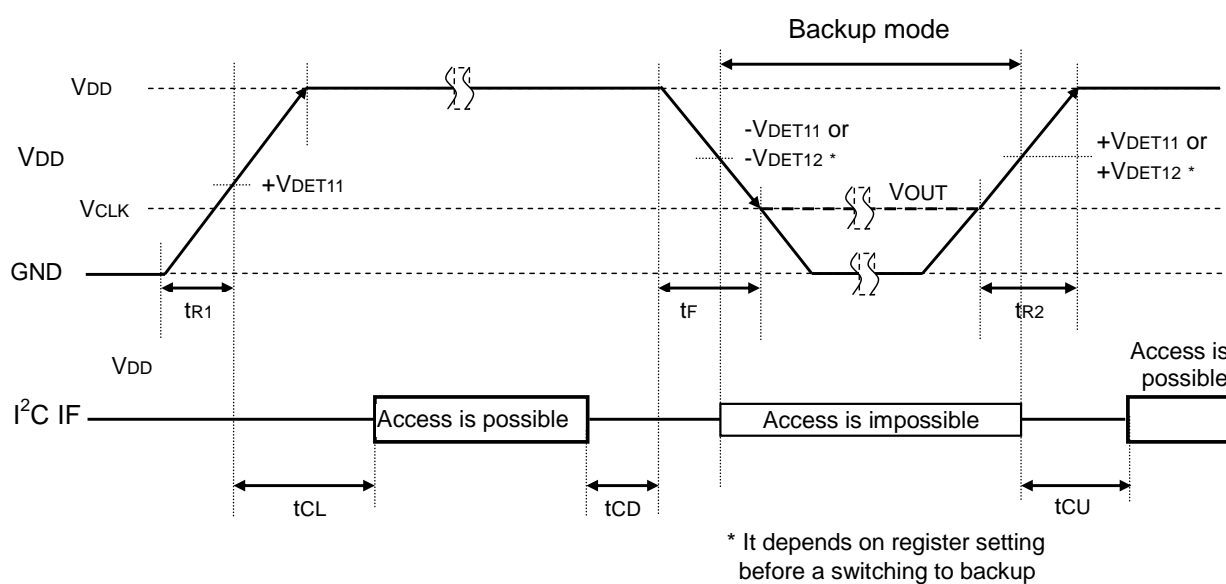 Backup mode
VDD
-VDET11 or
-VDET12 *
+VDET11 or
+VDET12 *
VDD
+VDET11
VCLK
VOUT
GND
tR1
tF
tR2
VDD
Access is
possible
I²C IF
Access is possible
Access is impossible
tCL
tCD
tCU
* It depends on register setting
before a switching to backup